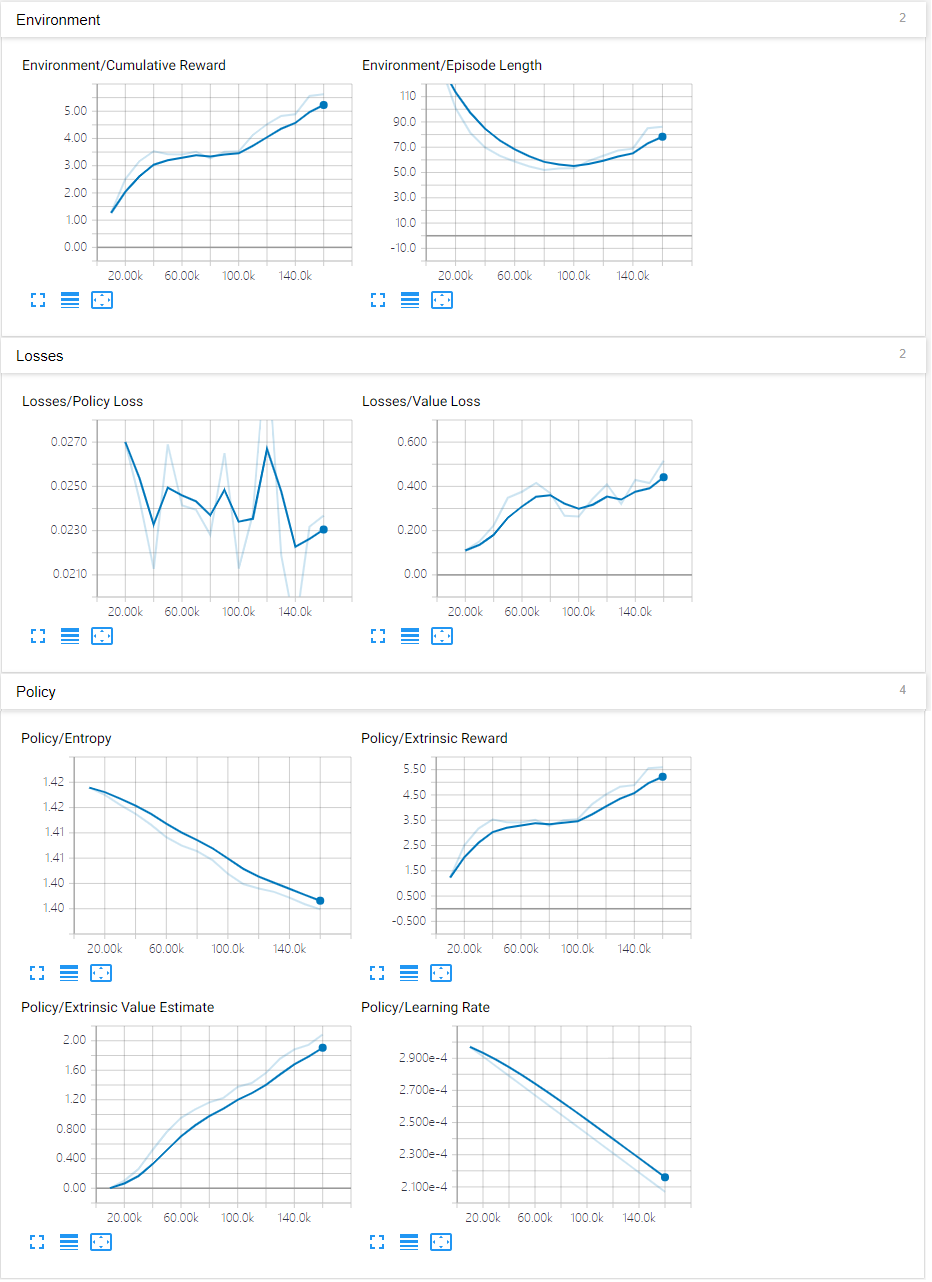 Environment 2
Environment/Cumulative Reward Environment/Episode Length
5.00
4.00
3.00
2.00
1.00
0.00
20.00k 60.00k 100.0k 140.0k
110
90.0
70.0
50.0
30.0
10.0
-10.0
20.00k 60.00k 100.0k 140.0k
Losses 2
Losses/Policy Loss Losses/Value Loss
0.0270
0.0250
0.0230
0.0210
20.00k 60.00k 100.0k 140.0k
0.600
0.400
0.200
0.00
20.00k 60.00k 100.0k 140.0k
Policy 4
Policy/Entropy Policy/Extrinsic Reward
1.42
1.42
1.41
1.41
1.40
1.40
20.00k 60.00k 100.0k 140.0k
5.50
4.50
3.50
2.50
1.50
0.500
-0.500
20.00k 60.00k 100.0k 140.0k
Policy/Extrinsic Value Estimate Policy/Learning Rate
2.00
1.60
1.20
0.800
0.400
0.00
20.00k 60.00k 100.0k 140.0k
2.900e-4
2.700e-4
2.500e-4
2.300e-4
2.100e-4
20.00k 60.00k 100.0k 140.0k